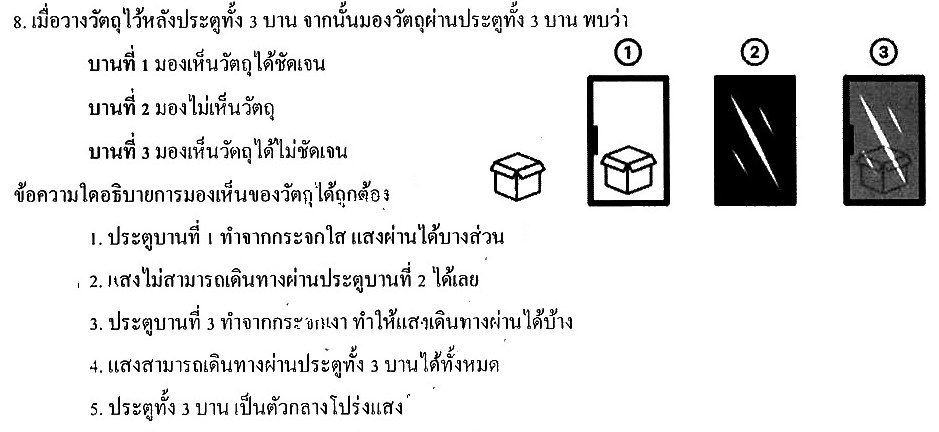 8. เมื่อวางวัตถุไว้หลังประตูทั้ง 3 บาน จากนั้นมองวัตถุผ่านประตูทั้ง 3 บาน พบว่า
บานที่ 1 มองเห็นวัตถุได้ชัดเจน
บานที่ 2 มองไม่เห็นวัตถุ
บานที่ 3 มองเห็นวัตถุได้ไม่ชัดเจน
1 2 3
ข้อความใดอธิบายการมองเห็นของวัตถุได้ถูกต้อง
1. ประตูบานที่ 1 ทำจากกระจกใส แสงผ่านได้บางส่วน
2. แสงไม่สามารถเดินทางผ่านประตูบานที่ 2 ได้เลย
3. ประตูบานที่ 3 ทำจากกระจกเงา ทำให้แสงเดินทางผ่านได้บ้าง
4. แสงสามารถเดินทางผ่านประตูทั้ง 3 บานได้ทั้งหมด
5. ประตูทั้ง 3 บาน เป็นตัวกลางโปร่งแสง